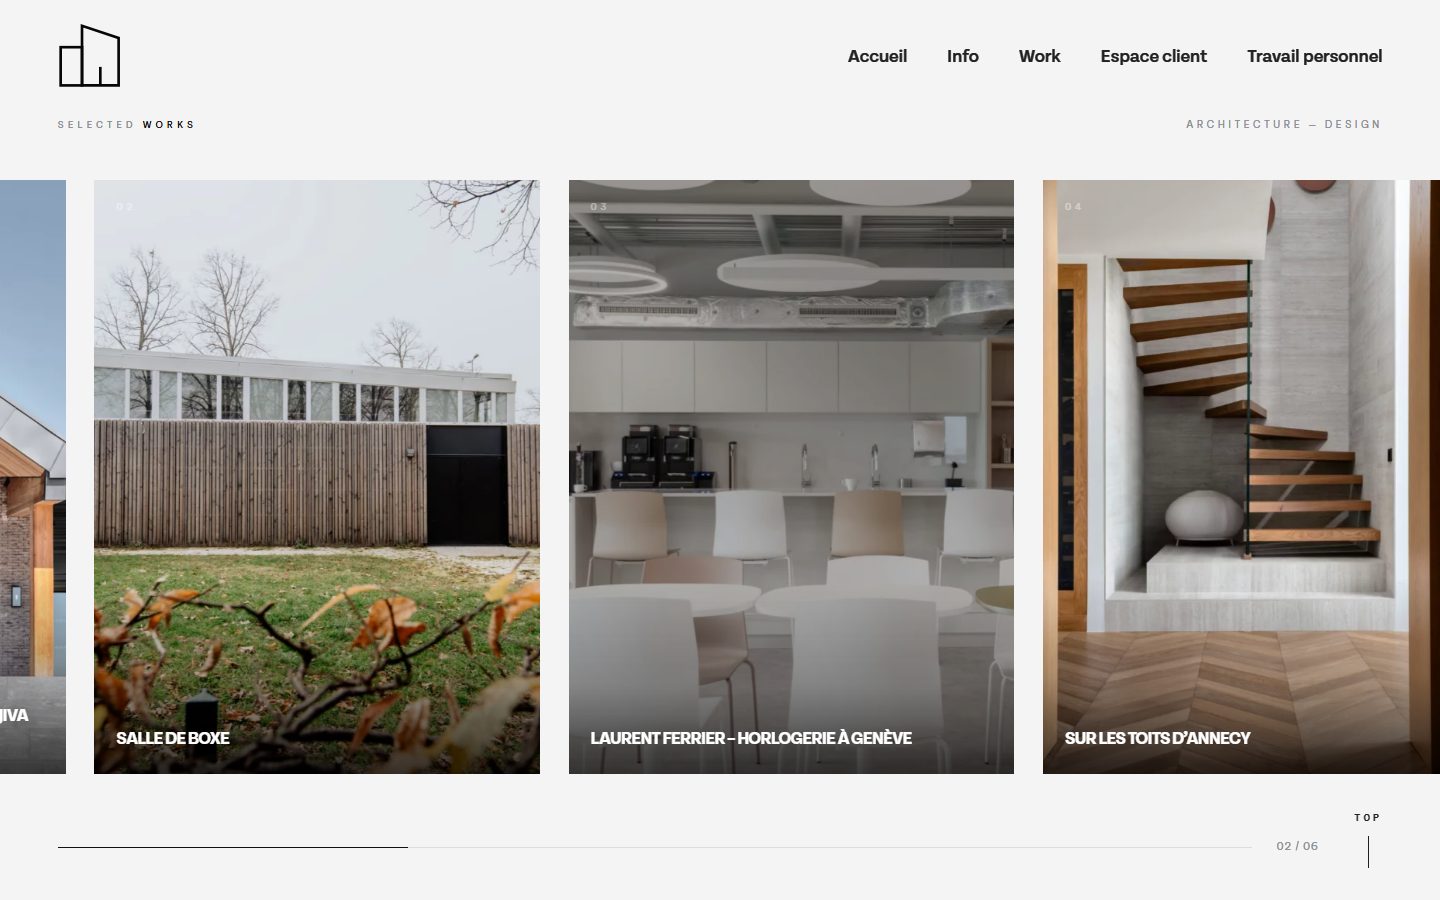 Accueil Info Work Espace client Travail personnel
SELECTED WORKS
ARCHITECTURE — DESIGN
02
03
04
SALLE DE BOXE
LAURENT FERRIER – HORLOGERIE À GENÈVE
SUR LES TOITS D’ANNECY
TOP
02 / 06